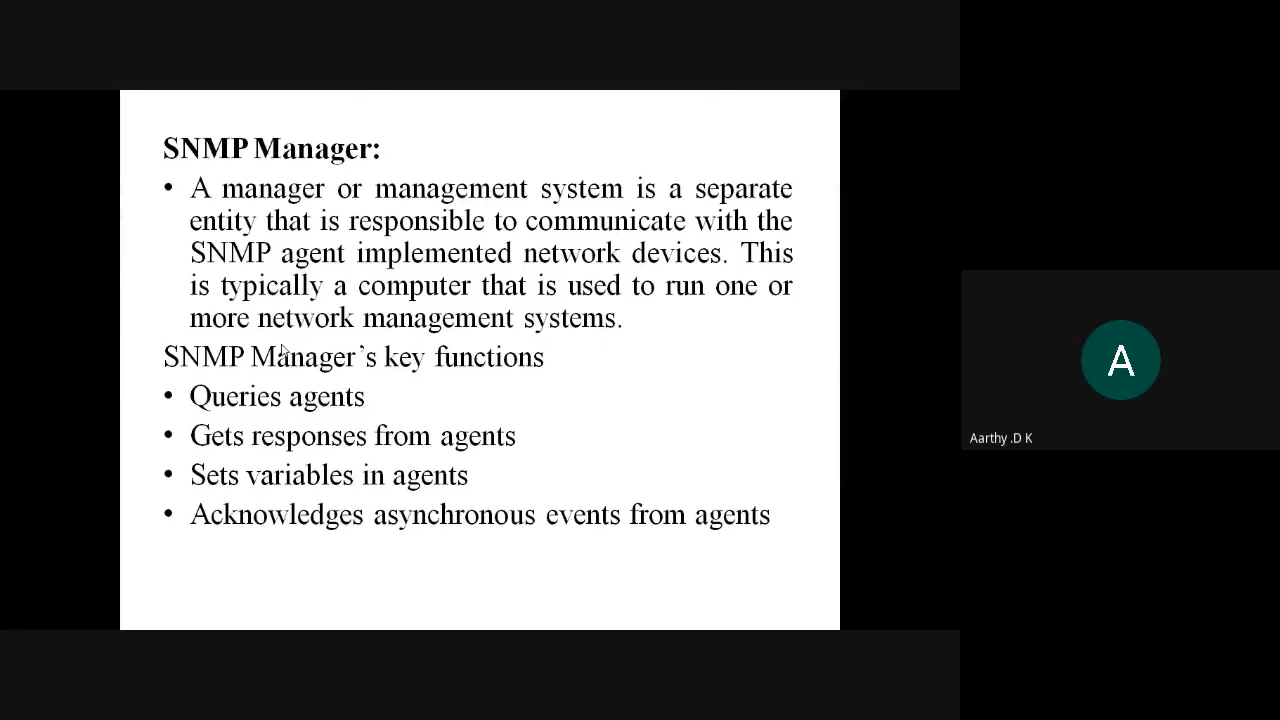 SNMP Manager:
• A manager or management system is a separate
entity that is responsible to communicate with the
SNMP agent implemented network devices. This
is typically a computer that is used to run one or
more network management systems.
SNMP Manager’s key functions
• Queries agents
• Gets responses from agents
• Sets variables in agents
• Acknowledges asynchronous events from agents
A
Aarthy .D K